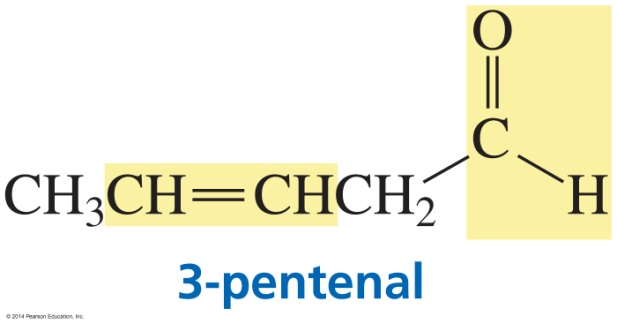 O
C
CH₃CH=CHCH₂ H
3-pentenal
© 2014 Pearson Education, Inc.